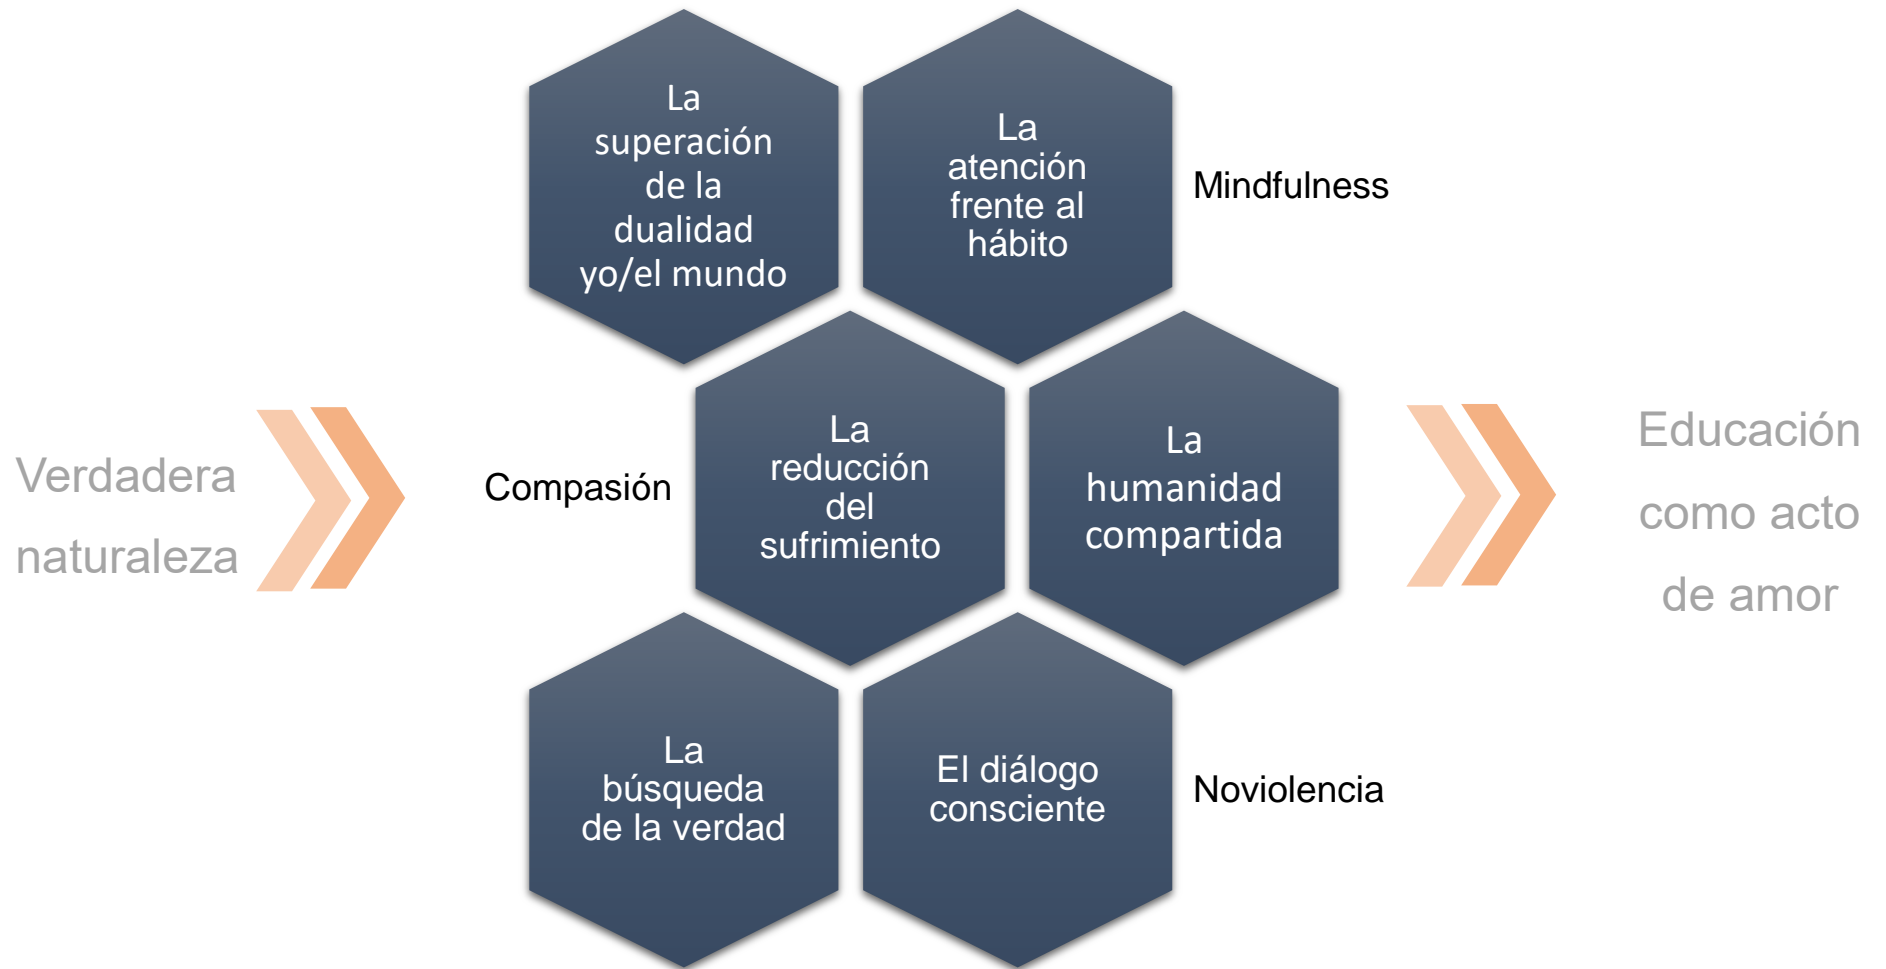 Verdadera
naturaleza
La
superación
de la
dualidad
yo/el mundo
La
atención
frente al
hábito
Mindfulness
Compasión
La
reducción
del
sufrimiento
La
humanidad
compartida
La
búsqueda
de la verdad
El diálogo
consciente
Noviolencia
Educación
como acto
de amor